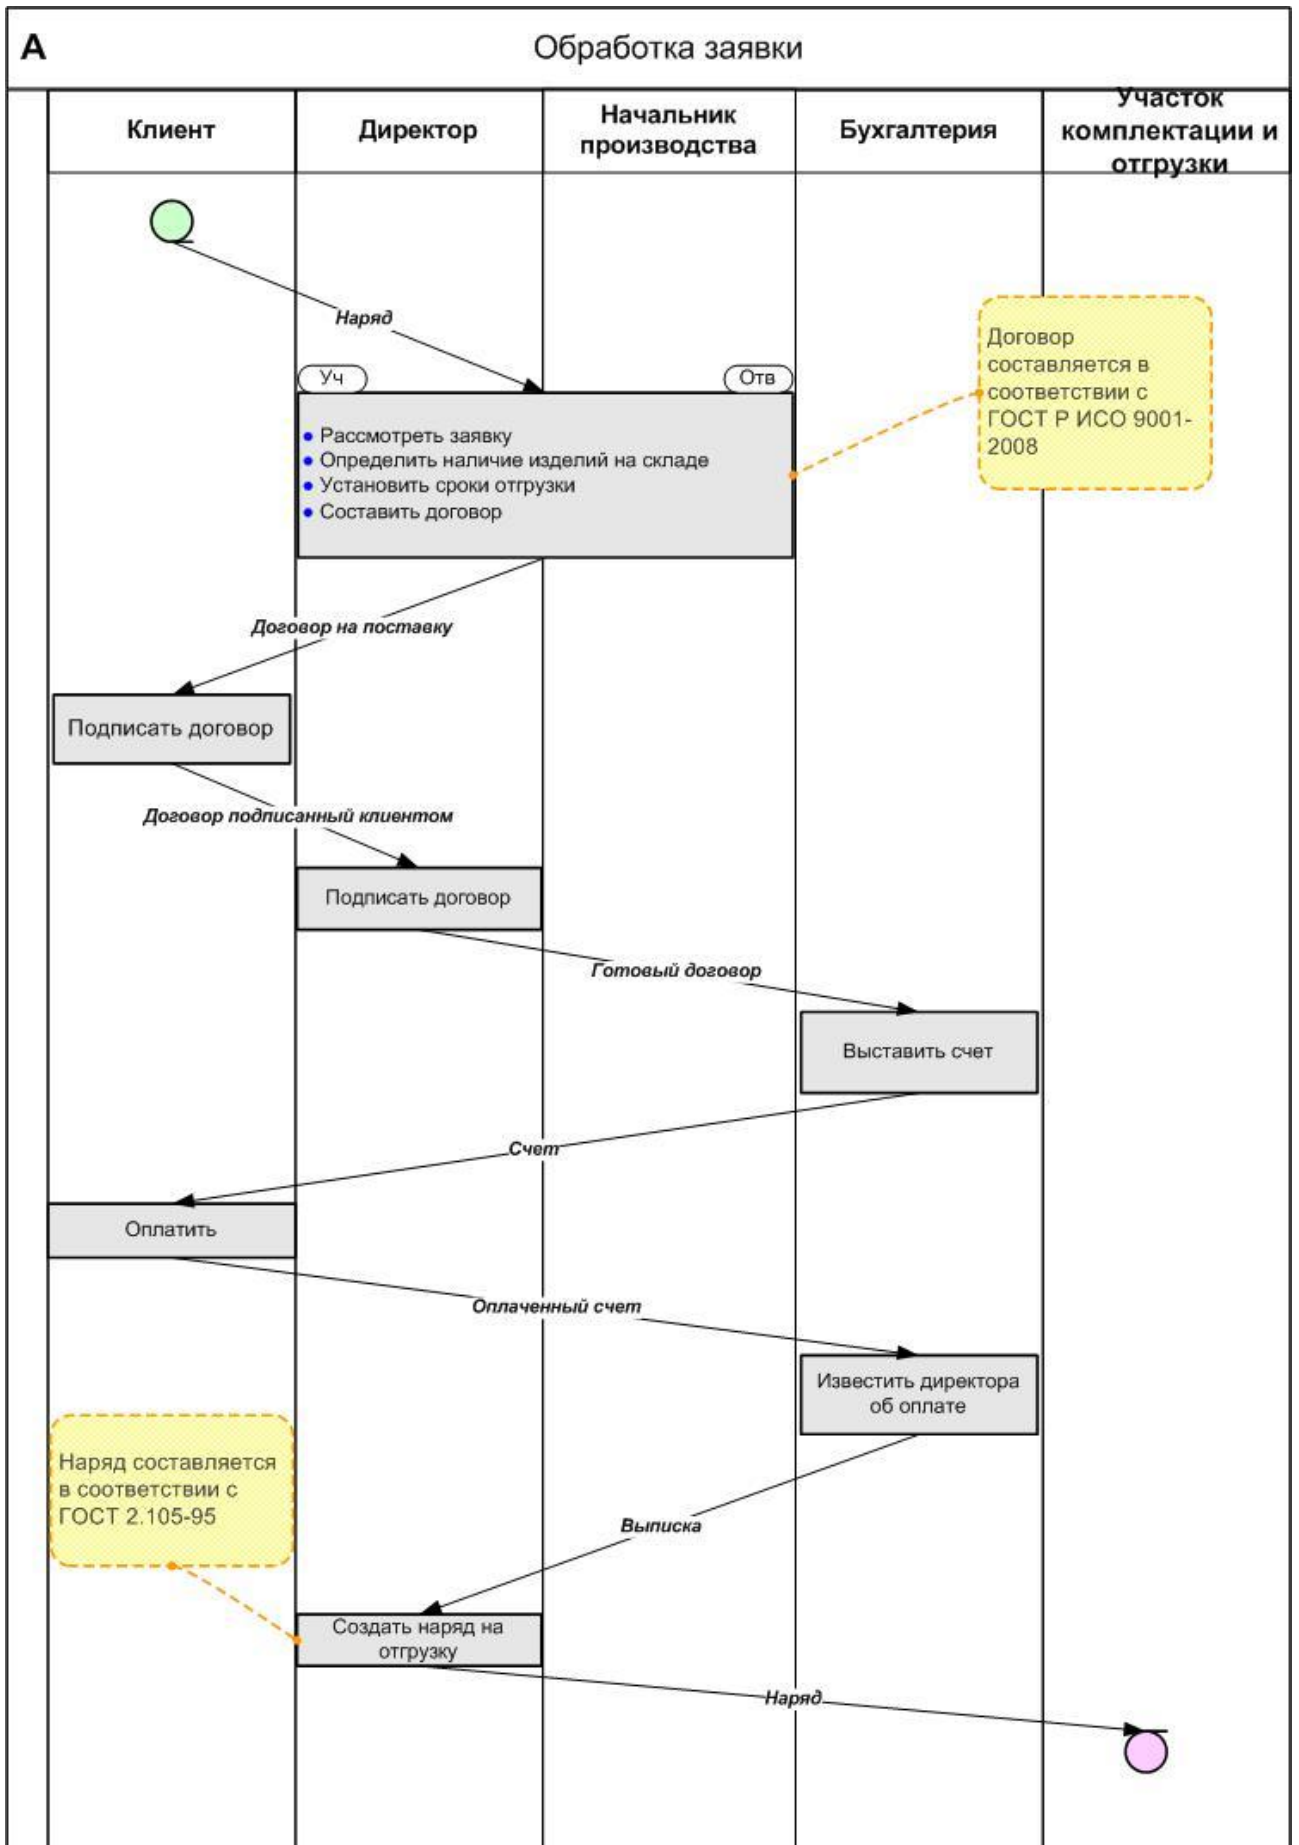 A
Обработка заявки
Клиент
Директор
Начальник
производства
Бухгалтерия
Участок
комплектации и
отгрузки
Наряд
Договор
составляется в
соответствии с
ГОСТ Р ИСО 9001-
2008
Уч
Отв
Рассмотреть заявку
Определить наличие изделий на складе
Установить сроки отгрузки
Составить договор
Договор на поставку
Подписать договор
Договор подписанный клиентом
Подписать договор
Готовый договор
Выставить счет
Счет
Оплатить
Оплаченный счет
Известить директора
об оплате
Наряд составляется
в соответствии с
ГОСТ 2.105-95
Выписка
Создать наряд на
отгрузку
Наряд